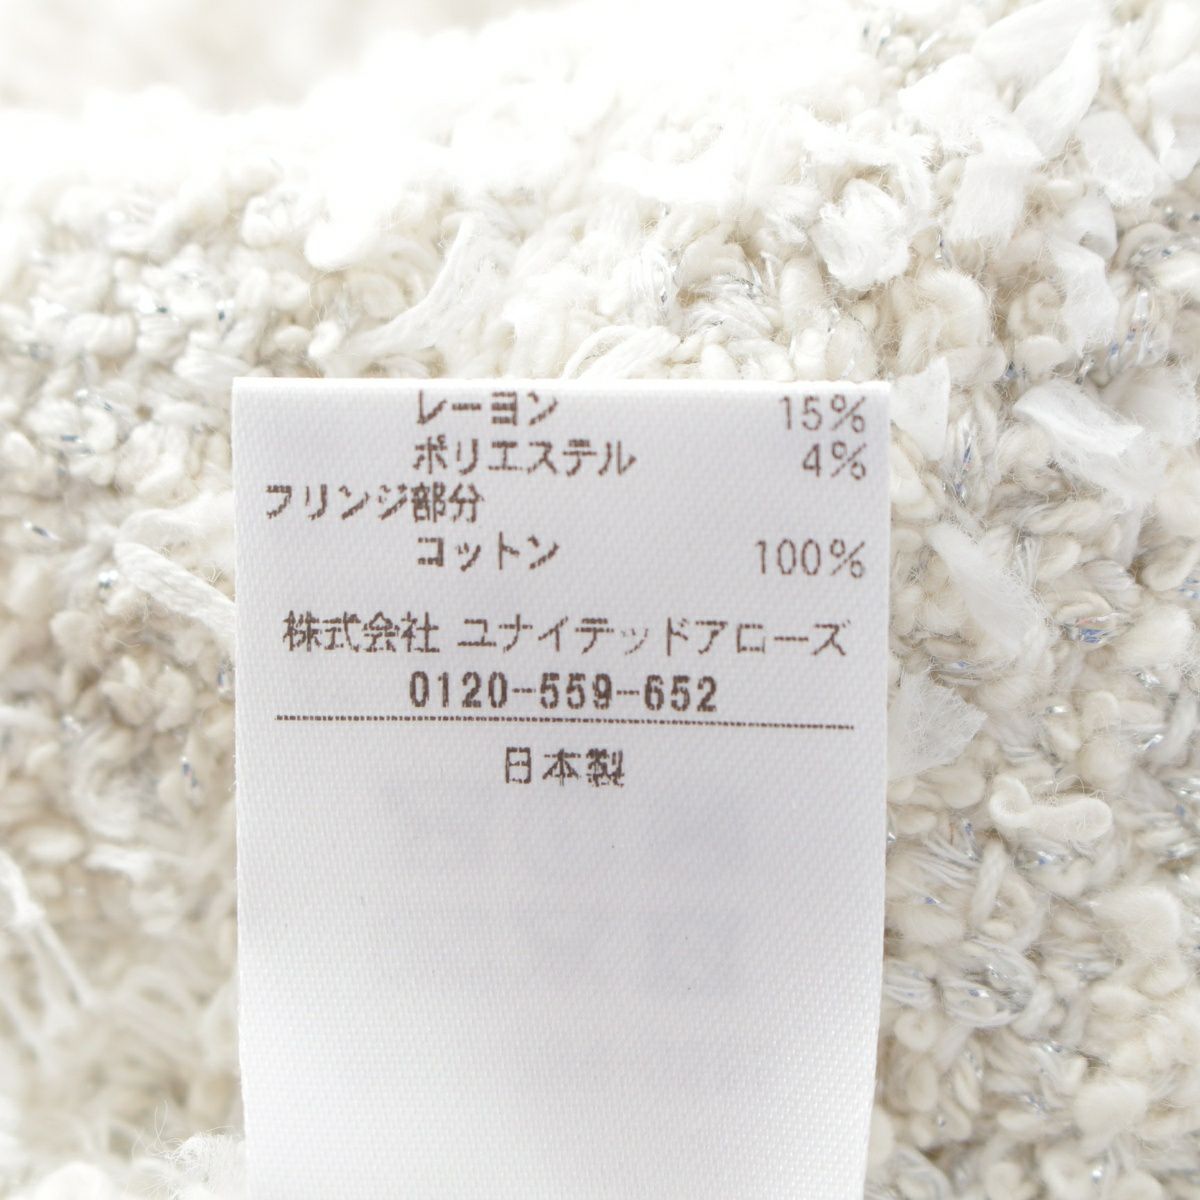 レーヨン 15%
ポリエステル 4%
フリンジ部分
コットン 100%
株式会社 ユナイテッドアローズ
0120-559-652
日本製